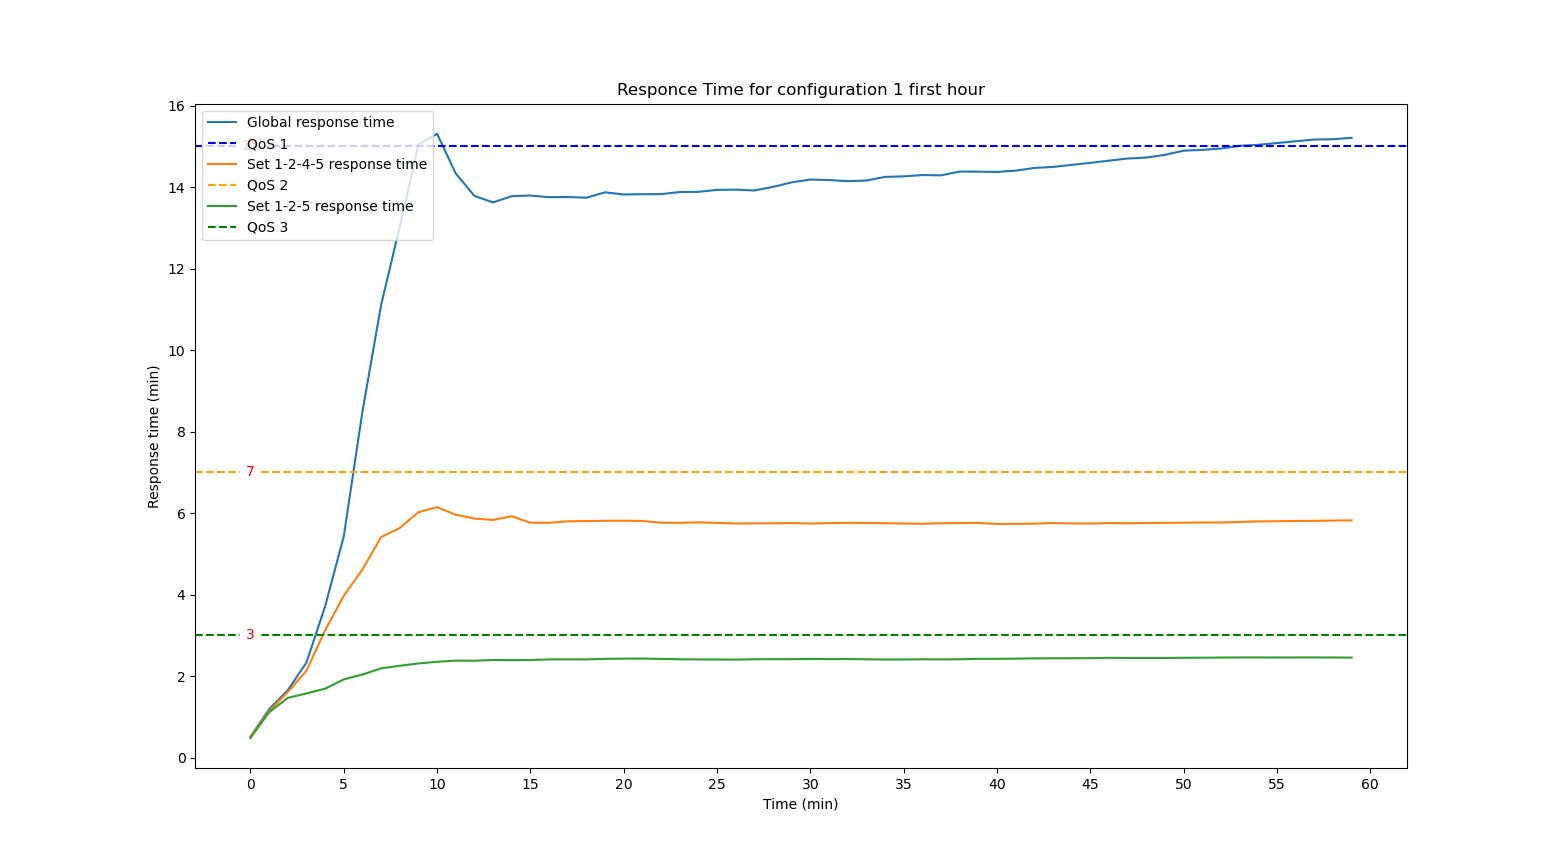 Responce Time for configuration 1 first hour
Global response time
QoS 1
Set 1-2-4-5 response time
QoS 2
Set 1-2-5 response time
QoS 3
16
14
12
10
8
6
4
2
0
7
3
Response time (min)
0 5 10 15 20 25 30 35 40 45 50 55 60
Time (min)